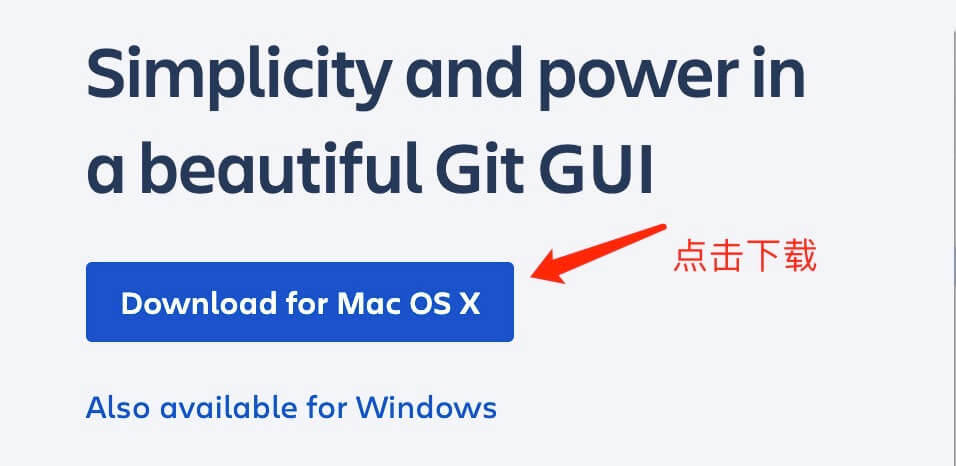 Simplicity and power in
a beautiful Git GUI
点击下载
Download for Mac OS X
Also available for Windows